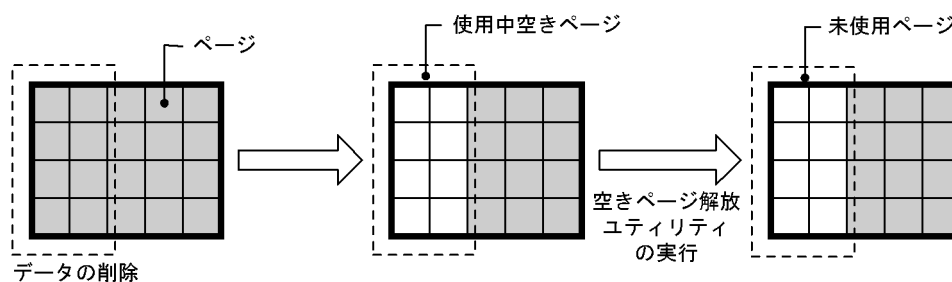 ページ
使用中空きページ
未使用ページ
データの削除
空きページ解放
ユティリティ
の実行